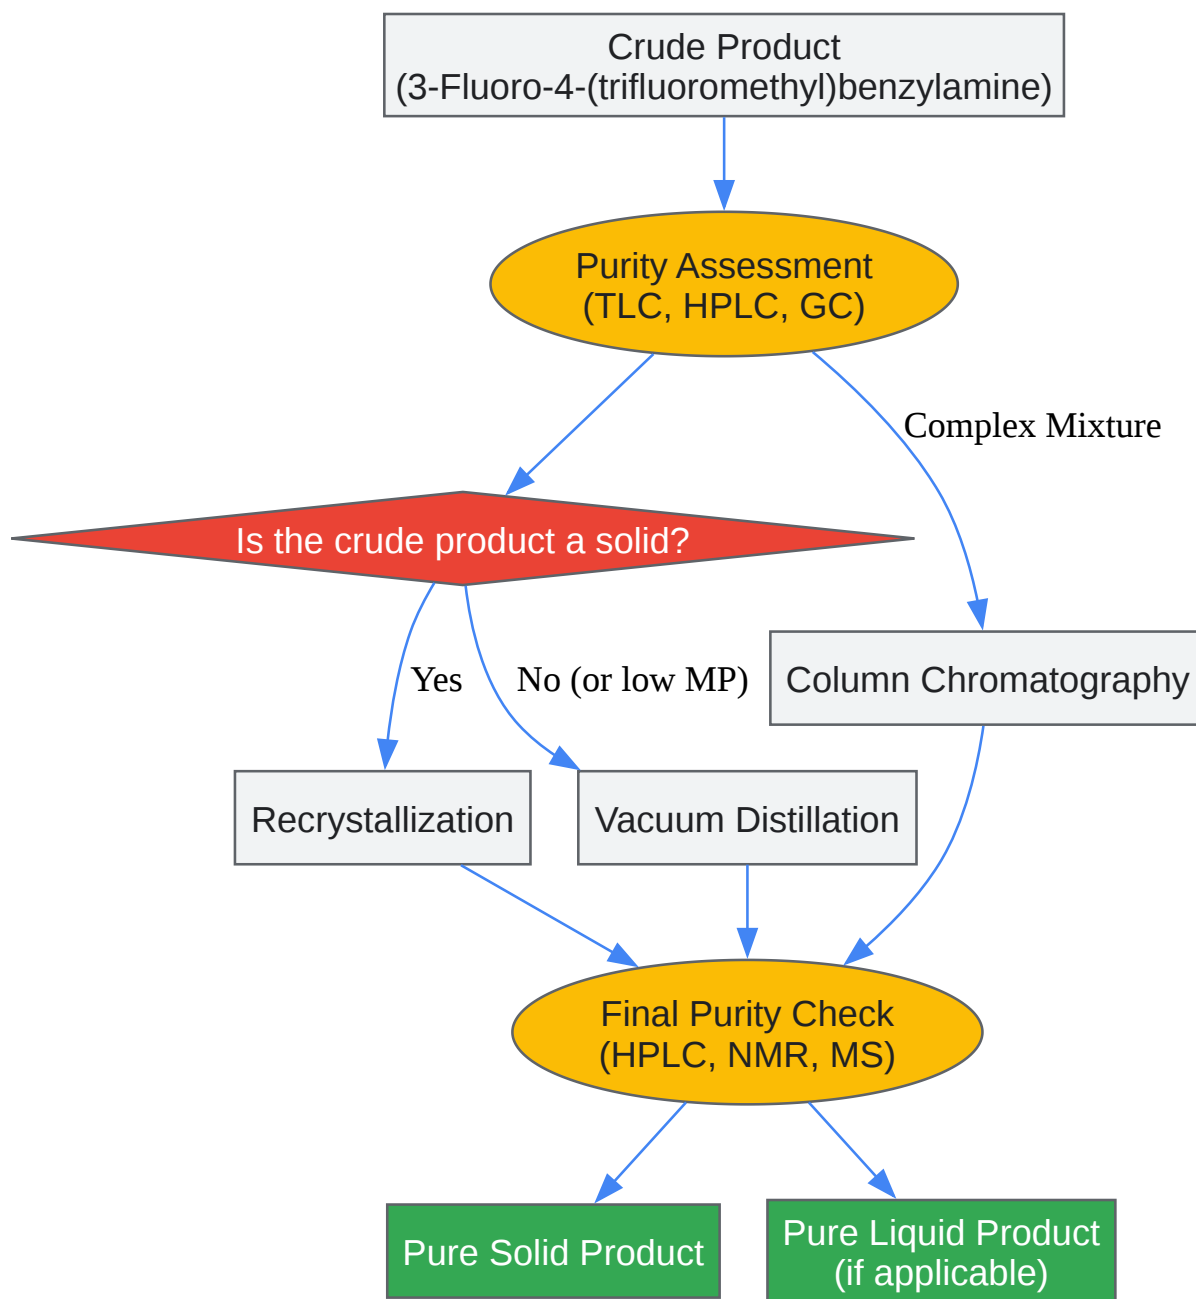 Crude Product
(3-Fluoro-4-(trifluoromethyl)benzylamine)
Purity Assessment
(TLC, HPLC, GC)
Complex Mixture
Is the crude product a solid?
Yes
No (or low MP)
Column Chromatography
Recrystallization
Vacuum Distillation
Final Purity Check
(HPLC, NMR, MS)
Pure Solid Product
Pure Liquid Product
(if applicable)